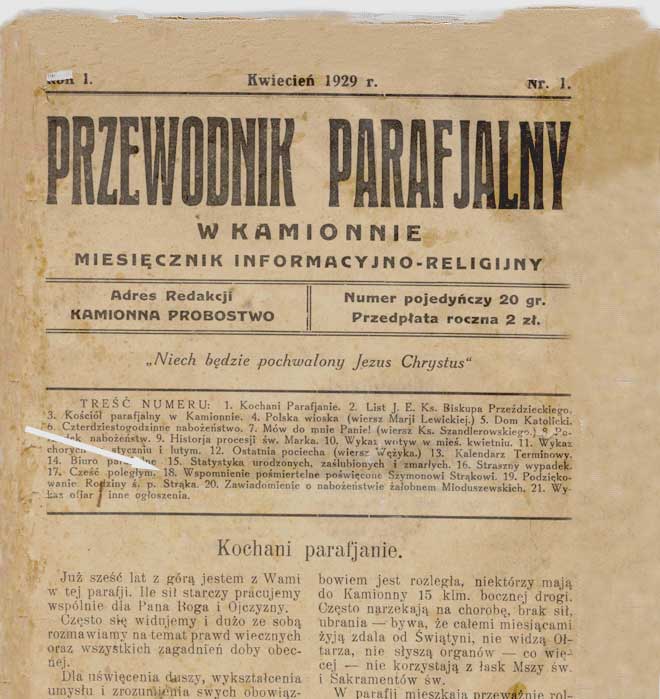 Rok 1.
Kwiecień 1929 r.
Nr. 1.
PRZEWODNIK PARAFJALNY
W KAMIONNIE
MIESIĘCZNIK INFORMACYJNO-RELIGIJNY
Adres Redakcji
KAMIONNA PROBOSTWO
Numer pojedyńczy 20 gr.
Przedpłata roczna 2 zł.
„Niech będzie pochwalony Jezus Chrystus“
TREŚĆ NUMERU: 1. Kochani Parafjanie. 2. List J. E. Ks. Biskupa Przeździeckiego.
3. Kościół parafjalny w Kamionnie. 4. Polska wioska (wiersz Marji Lewickiej.) 5. Dom Katolicki.
6. Czterdziestogodzinne nabożeństwo. 7. Mów do mnie Panie! (wiersz Ks. Szandlerowskiego.) 8. Po-
nabożeństw. 9. Historja procesji św. Marka. 10. Wykaz wotyw w mieś. kwietniu. 11. Wykaz
chorych styczniu i lutym. 12. Ostatnia pociecha (wiersz Wężyka.) 13. Kalendarz Terminowy.
14. Biuro 15. Statystyka urodzonych, zaślubionych i zmarłych. 16. Straszny wypadek.
17. Cześć poległym. 18. Wspomnienie pośmiertelne poświęcone Szymonowi Strąkowi. 19. Podzięko-
wanie Rodziny ś. p. Strąka. 20. Zawiadomienie o nabożeństwie żałobnem Mioduszewskich. 21. Wy-
kaz ofiar i inne ogłoszenia.
Kochani parafjanie.
Już sześć lat z górą jestem z Wami
w tej parafji. Ile sił starczy pracujemy
wspólnie dla Pana Boga i Ojczyzny.
Często się widujemy i dużo ze sobą
rozmawiamy na temat prawd wiecznych
oraz wszystkich zagadnień doby obec-
nej.
Dla uświęcenia duszy, wykształcenia
umysłu i zrozumienia swych obowiąz-
bowiem jest rozległa, niektórzy mają
do Kamionny 15 klm. bocznej drogi.
Często narzekają na chorobę, brak sił,
ubrania — bywa, że całemi miesiącami
żyją zdala od Świątyni, nie widzą Oł-
tarza, nie słyszą organów — co wię-
cej — nie korzystają z łask Mszy św.
i Sakramentów św.
W parafji mieszkają przeważnie rol-